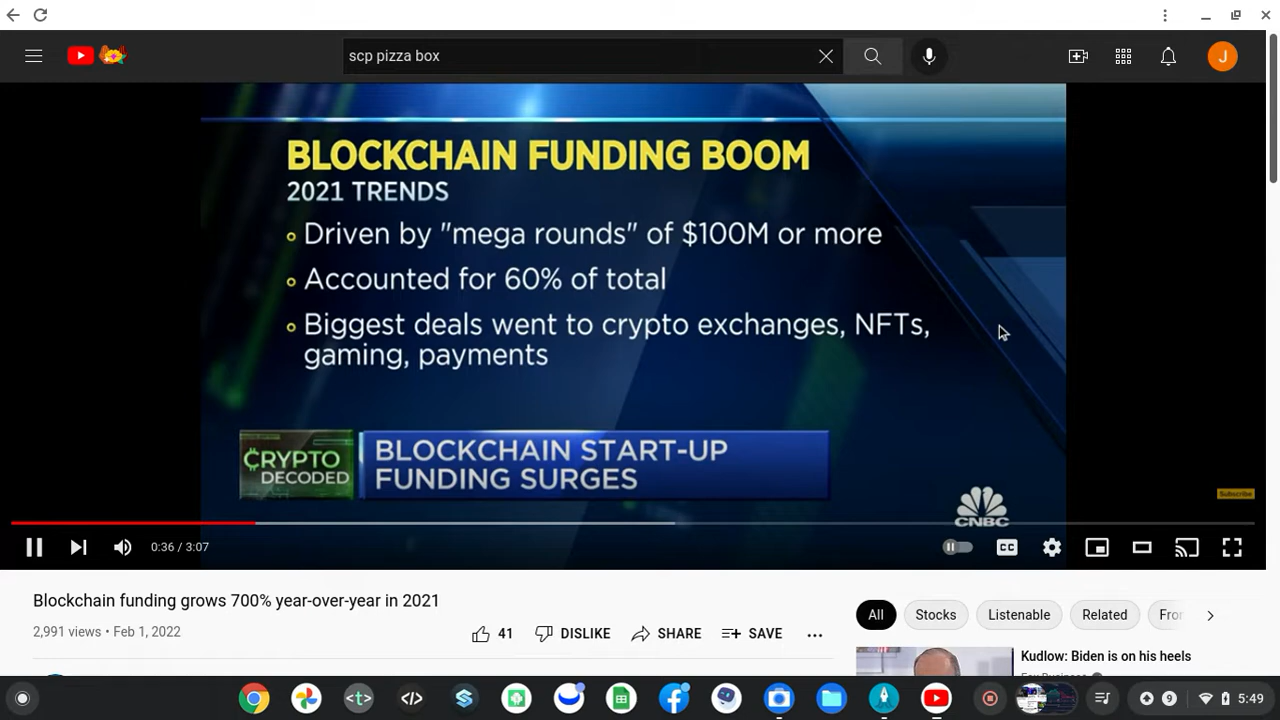 scp pizza box
J
BLOCKCHAIN FUNDING BOOM
2021 TRENDS
Driven by "mega rounds" of $100M or more
Accounted for 60% of total
Biggest deals went to crypto exchanges, NFTs,
gaming, payments
CRYPTO
DECODED
BLOCKCHAIN START-UP
FUNDING SURGES
CNBC
Subscribe
0:36 / 3:07
CC
Blockchain funding grows 700% year-over-year in 2021
2,991 views • Feb 1, 2022
41
DISLIKE
SHARE
SAVE
All
Stocks
Listenable
Related
Kudlow: Biden is on his heels
9
5:49